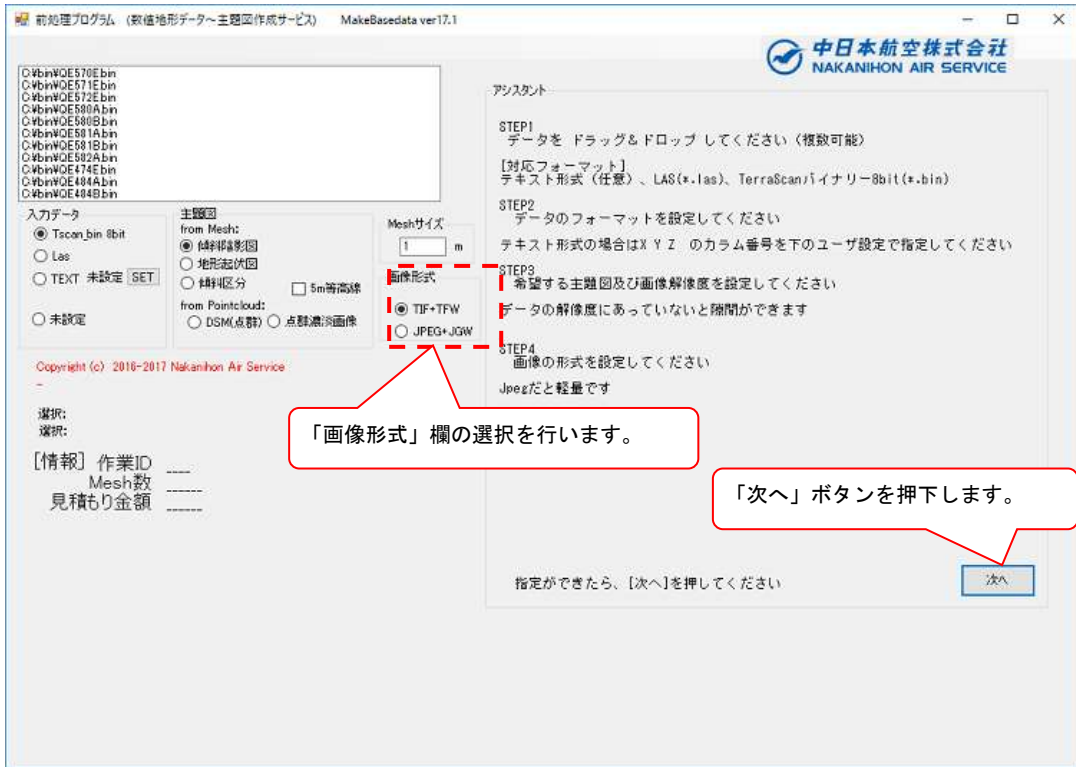 前処理プログラム (数値地形データ～主題図作成サービス) MakeBasedata ver17.1
中日本航空株式会社
NAKANIHON AIR SERVICE
C:¥bin¥QE570E.bin
C:¥bin¥QE571E.bin
C:¥bin¥QE572E.bin
C:¥bin¥QE580A.bin
C:¥bin¥QE580B.bin
C:¥bin¥QE581A.bin
C:¥bin¥QE581B.bin
C:¥bin¥QE582A.bin
C:¥bin¥QE474E.bin
C:¥bin¥QE484A.bin
C:¥bin¥QE484B.bin
入力データ
Tscan_bin 8bit
Las
TEXT 未設定 SET
未設定
主題図
from Mesh:
傾斜陰影図
地形起伏図
傾斜区分
5m等高線
from Pointcloud:
DSM(点群) 点群濃淡画像
Meshサイズ
1 m
画像形式
TIF+TFW
JPEG+JGW
Copyright (c) 2016-2017 Nakanihon Air Service
-
選択:
選択:
[情報] 作業ID ____
Mesh数 ______
見積もり金額 ______
アシスタント
STEP1
データを ドラッグ& ドロップ してください (複数可能)
[対応フォーマット]
テキスト形式 (任意) 、LAS(*.las)、TerraScanバイナリー8bit(*.bin)
STEP2
データのフォーマットを設定してください
テキスト形式の場合はX Y Z のカラム番号を下のユーザ設定で指定してください
STEP3
希望する主題図及び画像解像度を設定してください
データの解像度にあっていないと隙間ができます
STEP4
画像の形式を設定してください
Jpegだと軽量です
「画像形式」欄の選択を行います。
「次へ」ボタンを押下します。
指定ができたら、[次へ]を押してください
次へ